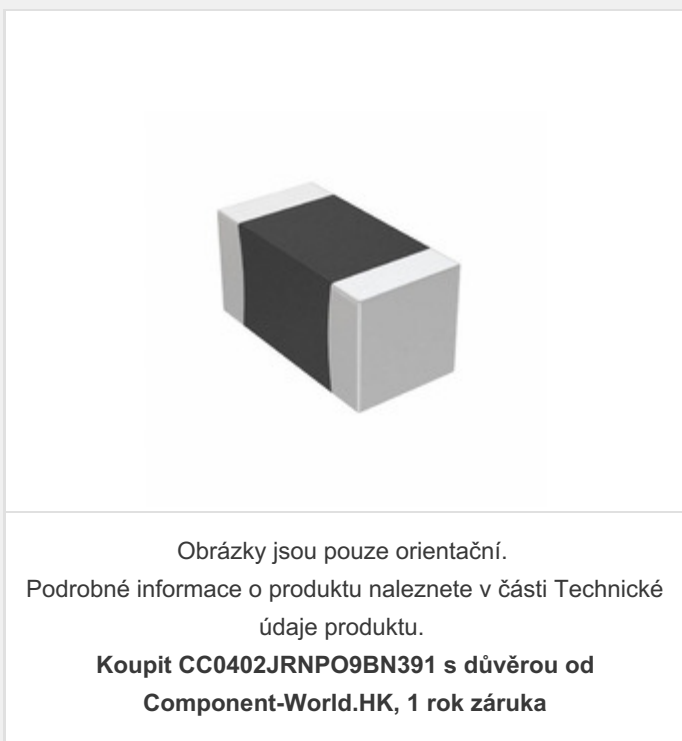 Obrázky jsou pouze orientační.
Podrobné informace o produktu naleznete v části Technické
údaje produktu.
Koupit CC0402JRNPO9BN391 s důvěrou od
Component-World.HK, 1 rok záruka